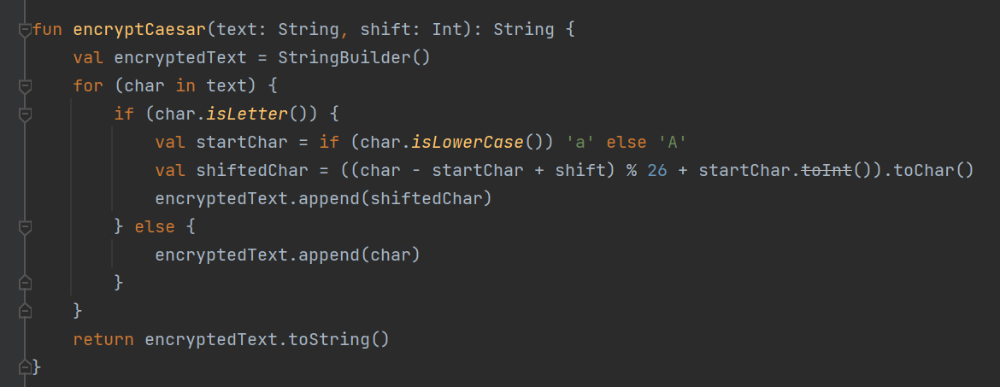 fun encryptCaesar(text: String, shift: Int): String {
    val encryptedText = StringBuilder()
    for (char in text) {
        if (char.isLetter()) {
            val startChar = if (char.isLowerCase()) 'a' else 'A'
            val shiftedChar = ((char - startChar + shift) % 26 + startChar.toInt()).toChar()
            encryptedText.append(shiftedChar)
        } else {
            encryptedText.append(char)
        }
    }
    return encryptedText.toString()
}